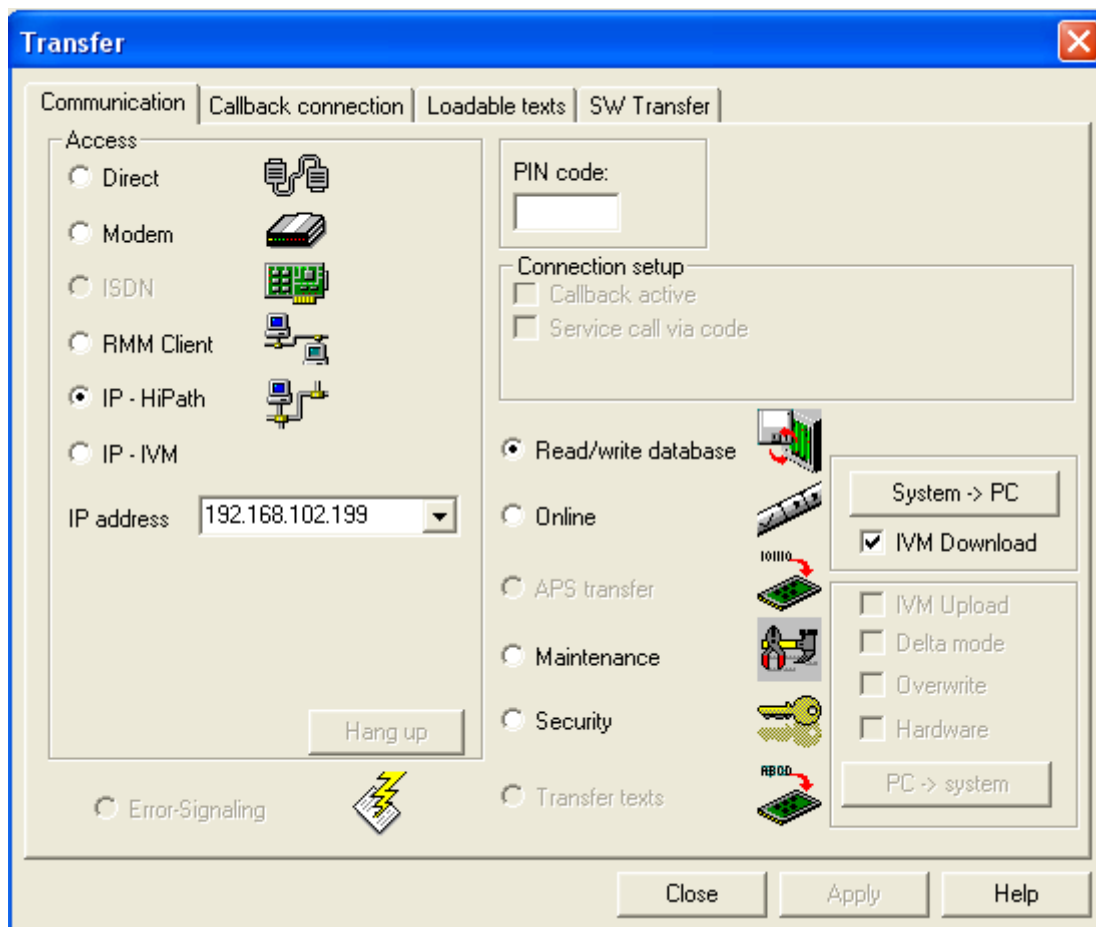 Transfer
Communication
Callback connection
Loadable texts
SW Transfer
Access
Direct
Modem
ISDN
RMM Client
IP - HiPath
IP - IVM
IP address
192.168.102.199
Hang up
Error-Signaling
PIN code:
Connection setup
Callback active
Service call via code
Read/write database
Online
APS transfer
Maintenance
Security
Transfer texts
System -> PC
IVM Download
IVM Upload
Delta mode
Overwrite
Hardware
PC -> system
Close
Apply
Help